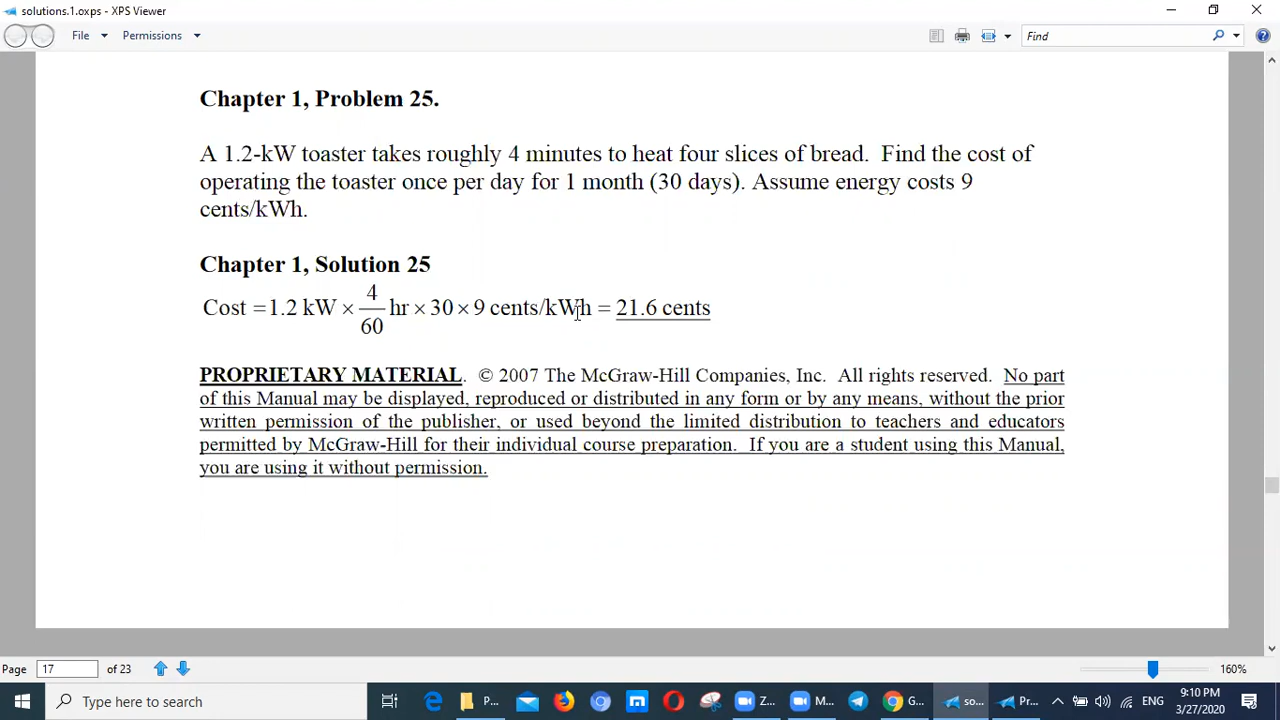 solutions.1.oxps - XPS Viewer
File Permissions Find
Chapter 1, Problem 25.
A 1.2-kW toaster takes roughly 4 minutes to heat four slices of bread. Find the cost of
operating the toaster once per day for 1 month (30 days). Assume energy costs 9
cents/kWh.
Chapter 1, Solution 25
Cost = 1.2 kW × 4/60 hr × 30 × 9 cents/kWh = 21.6 cents
PROPRIETARY MATERIAL. © 2007 The McGraw-Hill Companies, Inc. All rights reserved. No part
of this Manual may be displayed, reproduced or distributed in any form or by any means, without the prior
written permission of the publisher, or used beyond the limited distribution to teachers and educators
permitted by McGraw-Hill for their individual course preparation. If you are a student using this Manual,
you are using it without permission.
Page 17 of 23 160%
Type here to search P... Z... M... G... so... Pr... ENG 9:10 PM
3/27/2020